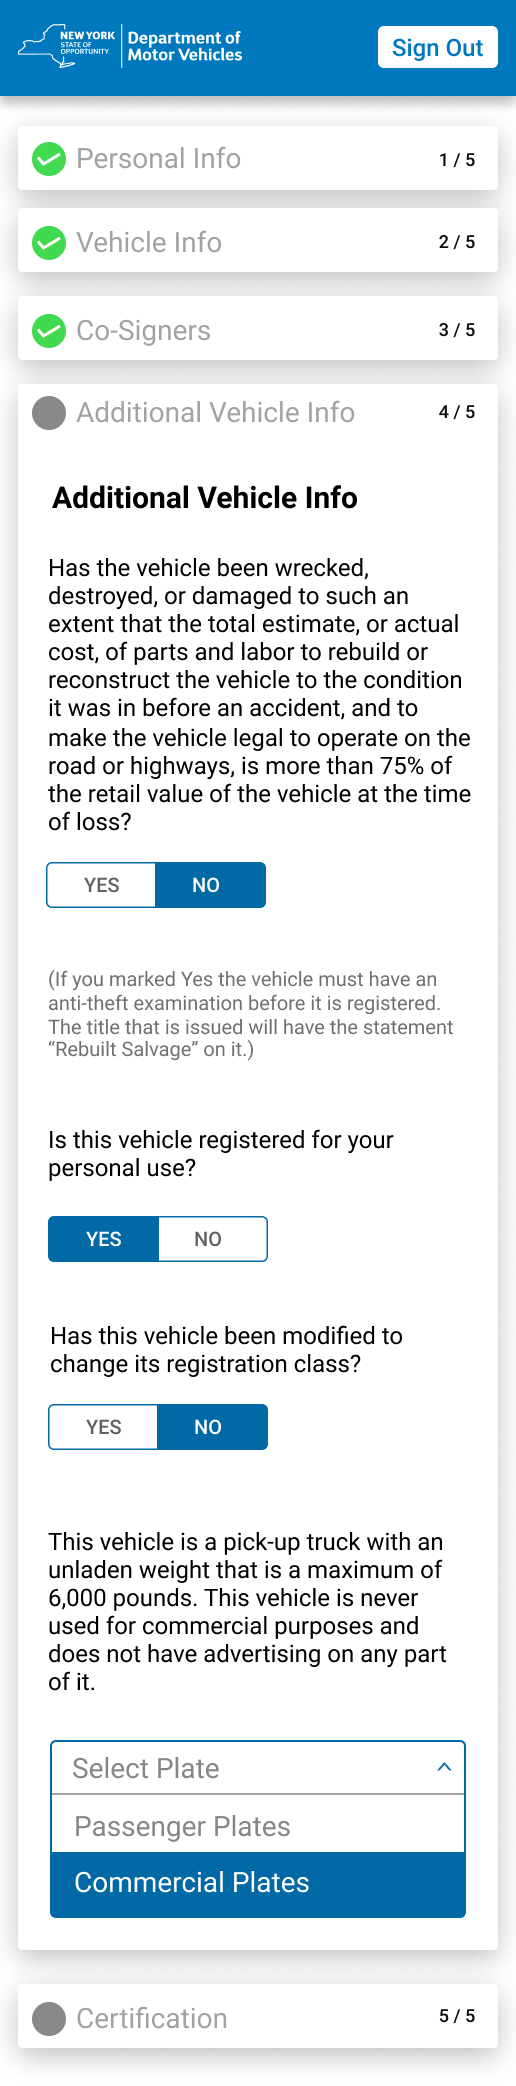 NEW YORK
STATE OF
OPPORTUNITY.
Department of
Motor Vehicles
Sign Out
Personal Info
1 / 5
Vehicle Info
2 / 5
Co-Signers
3 / 5
Additional Vehicle Info
4 / 5
Additional Vehicle Info
Has the vehicle been wrecked,
destroyed, or damaged to such an
extent that the total estimate, or actual
cost, of parts and labor to rebuild or
reconstruct the vehicle to the condition
it was in before an accident, and to
make the vehicle legal to operate on the
road or highways, is more than 75% of
the retail value of the vehicle at the time
of loss?
YES NO
(If you marked Yes the vehicle must have an
anti-theft examination before it is registered.
The title that is issued will have the statement
“Rebuilt Salvage” on it.)
Is this vehicle registered for your
personal use?
YES NO
Has this vehicle been modified to
change its registration class?
YES NO
This vehicle is a pick-up truck with an
unladen weight that is a maximum of
6,000 pounds. This vehicle is never
used for commercial purposes and
does not have advertising on any part
of it.
Select Plate
Passenger Plates
Commercial Plates
Certification
5 / 5